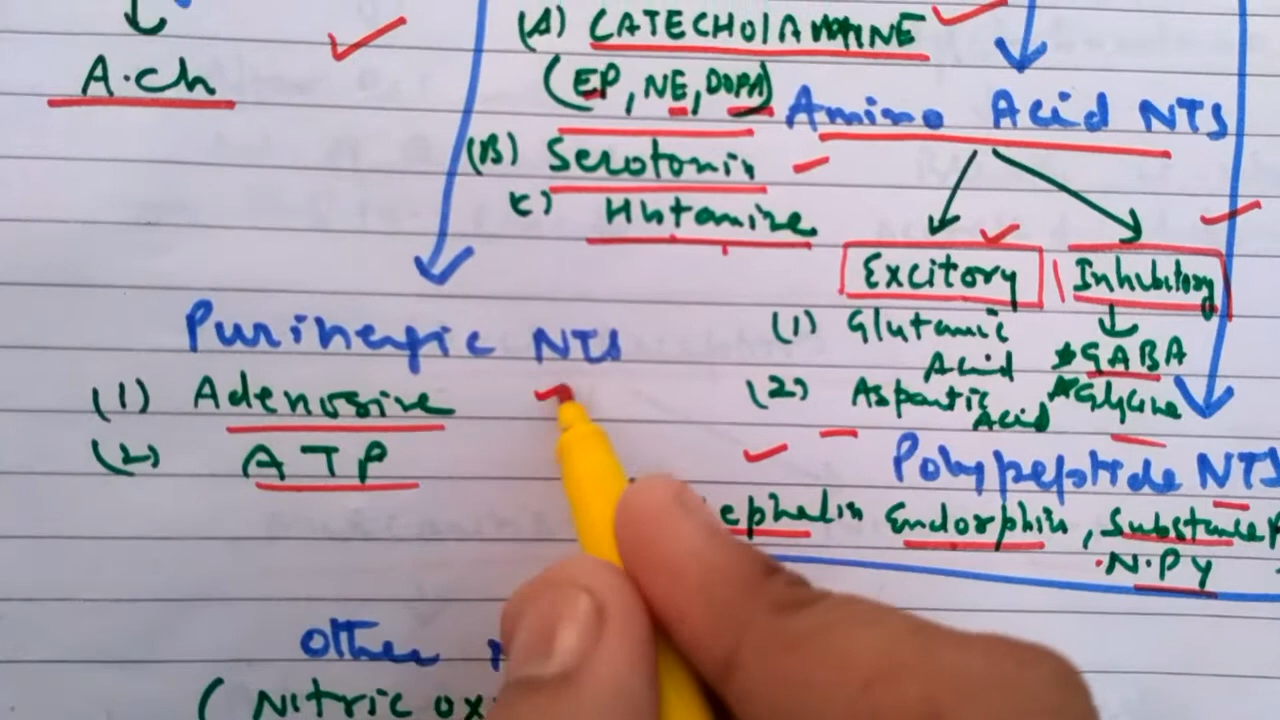 A.ch
(A) CATECHOLAMINE
(EP, NE, DOPA)
(B) Serotonin
c) Histamine
Amino Acid NTS
Excitory
Inhibitory
(1) Glutamic Acid
(2) Aspartic Acid
*GABA
*Glycine
Purinergic NTS
(1) Adenosine
(2) ATP
Polypeptide NTS
ephalin Endorphin, Substance P
.N.PY
Other
(Nitric ox